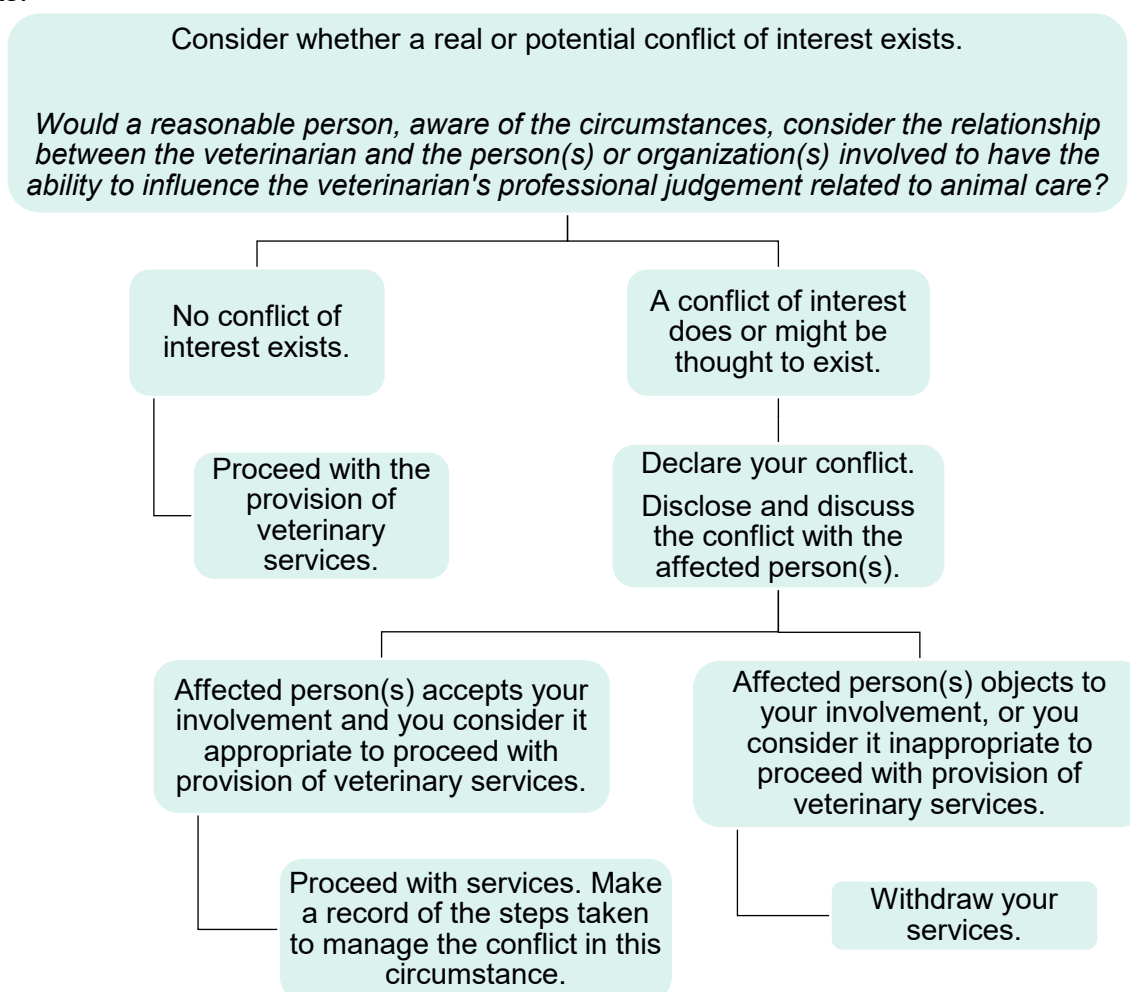 Consider whether a real or potential conflict of interest exists.
Would a reasonable person, aware of the circumstances, consider the relationship
between the veterinarian and the person(s) or organization(s) involved to have the
ability to influence the veterinarian's professional judgement related to animal care?
No conflict of
interest exists.
A conflict of interest
does or might be
thought to exist.
Proceed with the
provision of
veterinary
services.
Declare your conflict.
Disclose and discuss
the conflict with the
affected person(s).
Affected person(s) accepts your
involvement and you consider it
appropriate to proceed with
provision of veterinary services.
Affected person(s) objects to
your involvement, or you
consider it inappropriate to
proceed with provision of
veterinary services.
Proceed with services. Make
a record of the steps taken
to manage the conflict in this
circumstance.
Withdraw your
services.